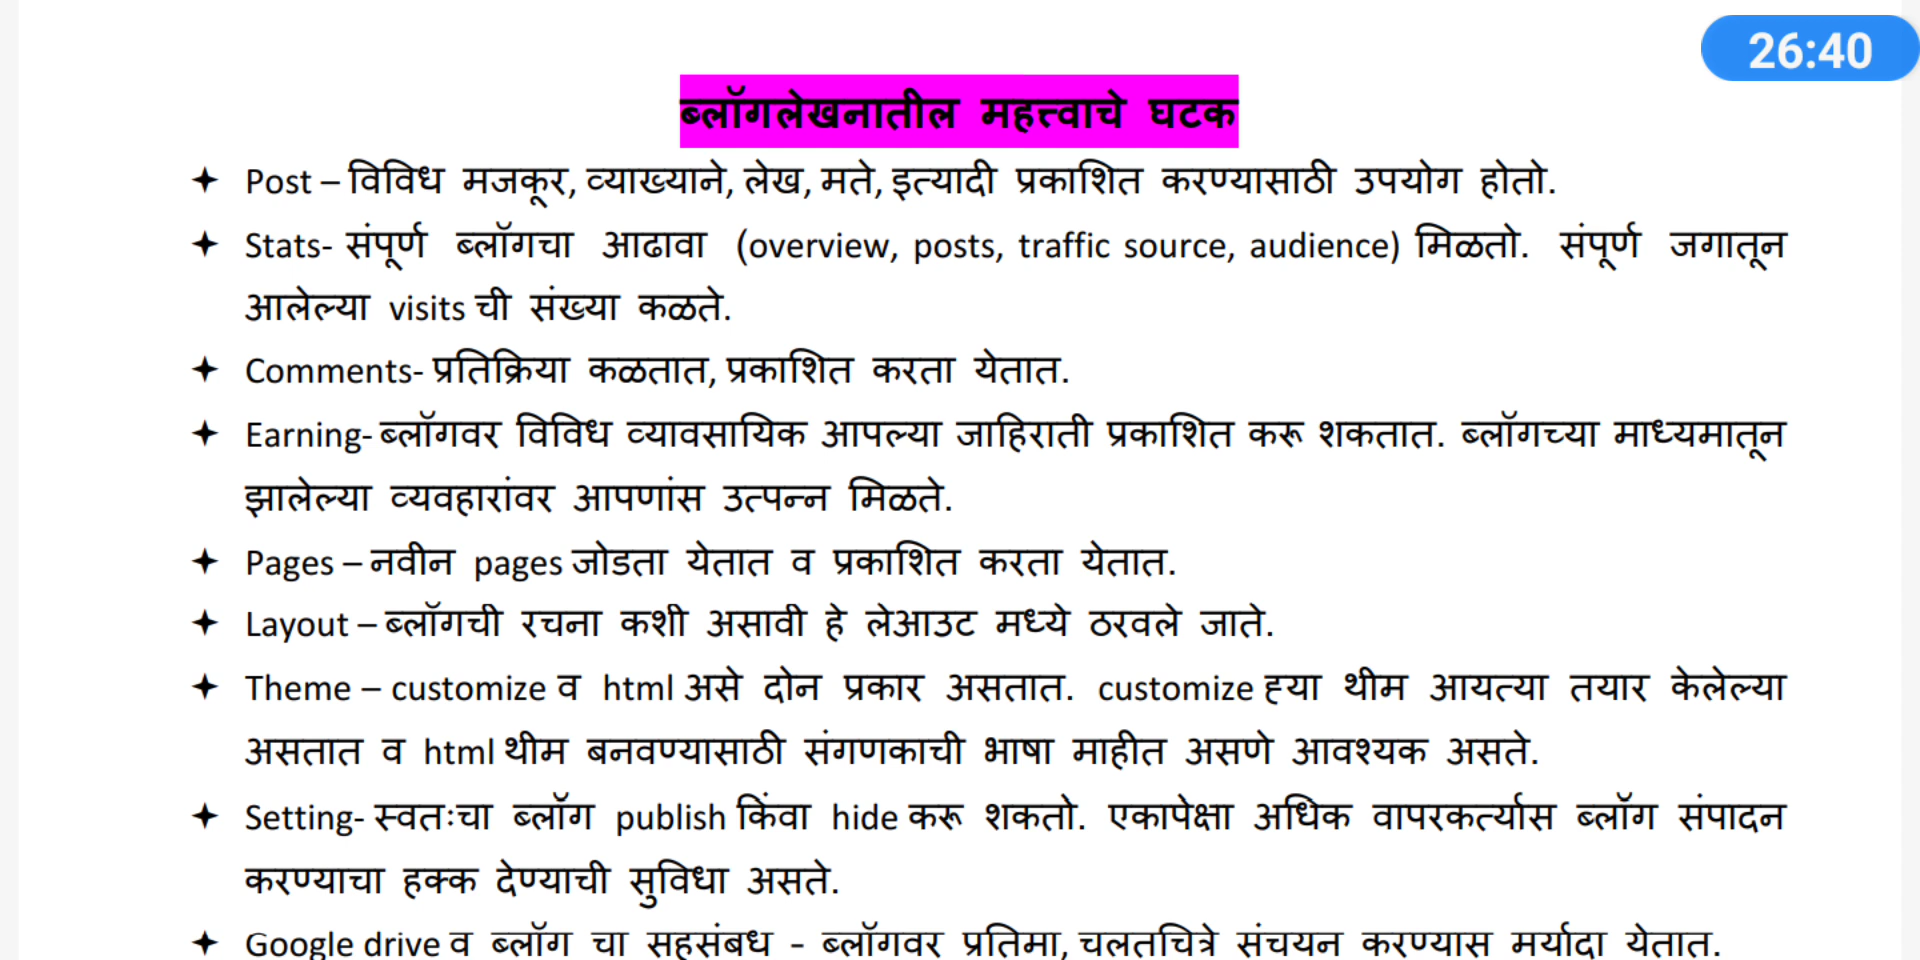 26:40
ब्लॉगलेखनातील महत्त्वाचे घटक
✦ Post – विविध मजकूर, व्याख्याने, लेख, मते, इत्यादी प्रकाशित करण्यासाठी उपयोग होतो.
✦ Stats- संपूर्ण ब्लॉगचा आढावा (overview, posts, traffic source, audience) मिळतो. संपूर्ण जगातून
आलेल्या visits ची संख्या कळते.
✦ Comments- प्रतिक्रिया कळतात, प्रकाशित करता येतात.
✦ Earning- ब्लॉगवर विविध व्यावसायिक आपल्या जाहिराती प्रकाशित करू शकतात. ब्लॉगच्या माध्यमातून
झालेल्या व्यवहारांवर आपणांस उत्पन्न मिळते.
✦ Pages – नवीन pages जोडता येतात व प्रकाशित करता येतात.
✦ Layout – ब्लॉगची रचना कशी असावी हे लेआउट मध्ये ठरवले जाते.
✦ Theme – customize व html असे दोन प्रकार असतात. customize ह्या थीम आयत्या तयार केलेल्या
असतात व html थीम बनवण्यासाठी संगणकाची भाषा माहीत असणे आवश्यक असते.
✦ Setting- स्वतःचा ब्लॉग publish किंवा hide करू शकतो. एकापेक्षा अधिक वापरकर्त्यास ब्लॉग संपादन
करण्याचा हक्क देण्याची सुविधा असते.
✦ Google drive व ब्लॉग चा सहसंबध - ब्लॉगवर प्रतिमा, चलतचित्रे संचयन करण्यास मर्यादा येतात.